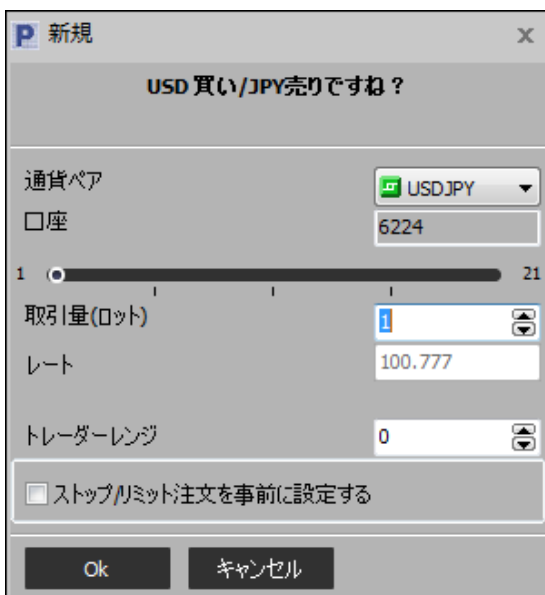 P 新規 x
USD 買い/JPY売りですね？
通貨ペア USDJPY
口座 6224
1 21
取引量(ロット) 1
レート 100.777
トレーダーレンジ 0
ストップ/リミット注文を事前に設定する
Ok キャンセル